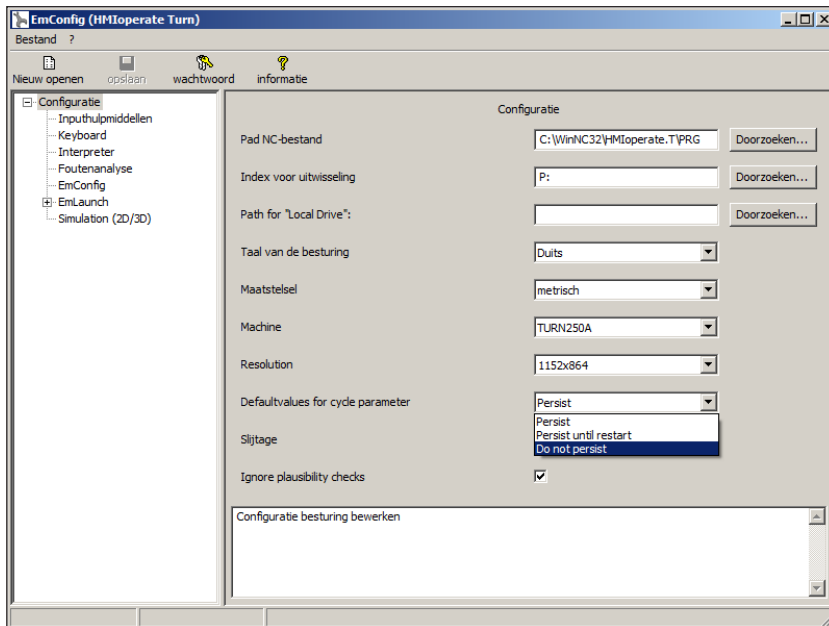 EmConfig (HMIoperate Turn)
Bestand ?
Nieuw openen opslaan wachtwoord informatie
Configuratie
Inputhulpmiddellen
Keyboard
Interpreter
Foutenanalyse
EmConfig
EmLaunch
Simulation (2D/3D)
Configuratie
Pad NC-bestand C:\WinNC32\HMIoperate.T\PRG Doorzoeken...
Index voor uitwisseling P: Doorzoeken...
Path for "Local Drive": Doorzoeken...
Taal van de besturing Duits
Maatstelsel metrisch
Machine TURN250A
Resolution 1152x864
Defaultvalues for cycle parameter Persist
Persist
Persist until restart
Slijtage
Do not persist
Ignore plausibility checks
Configuratie besturing bewerken